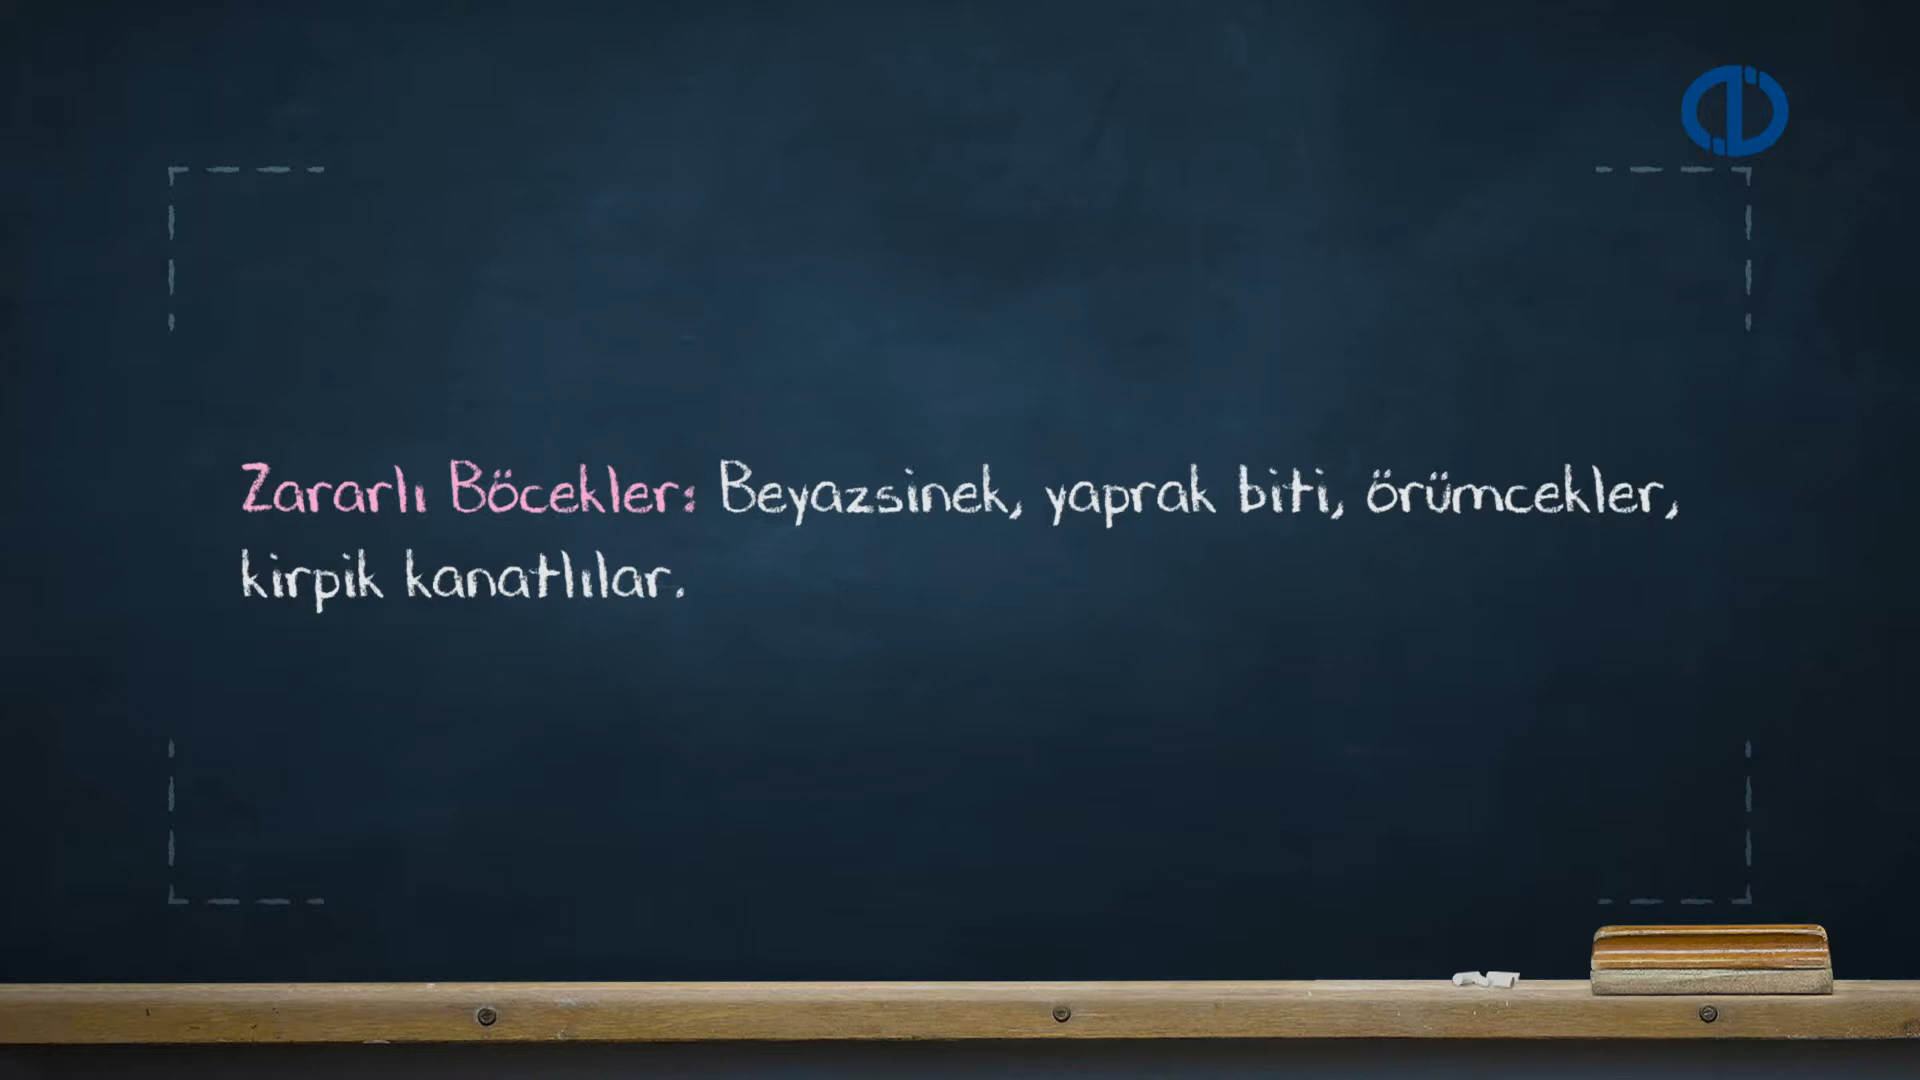 Zararlı Böcekler: Beyazsinek, yaprak biti, örümcekler,
kirpik kanatlılar.